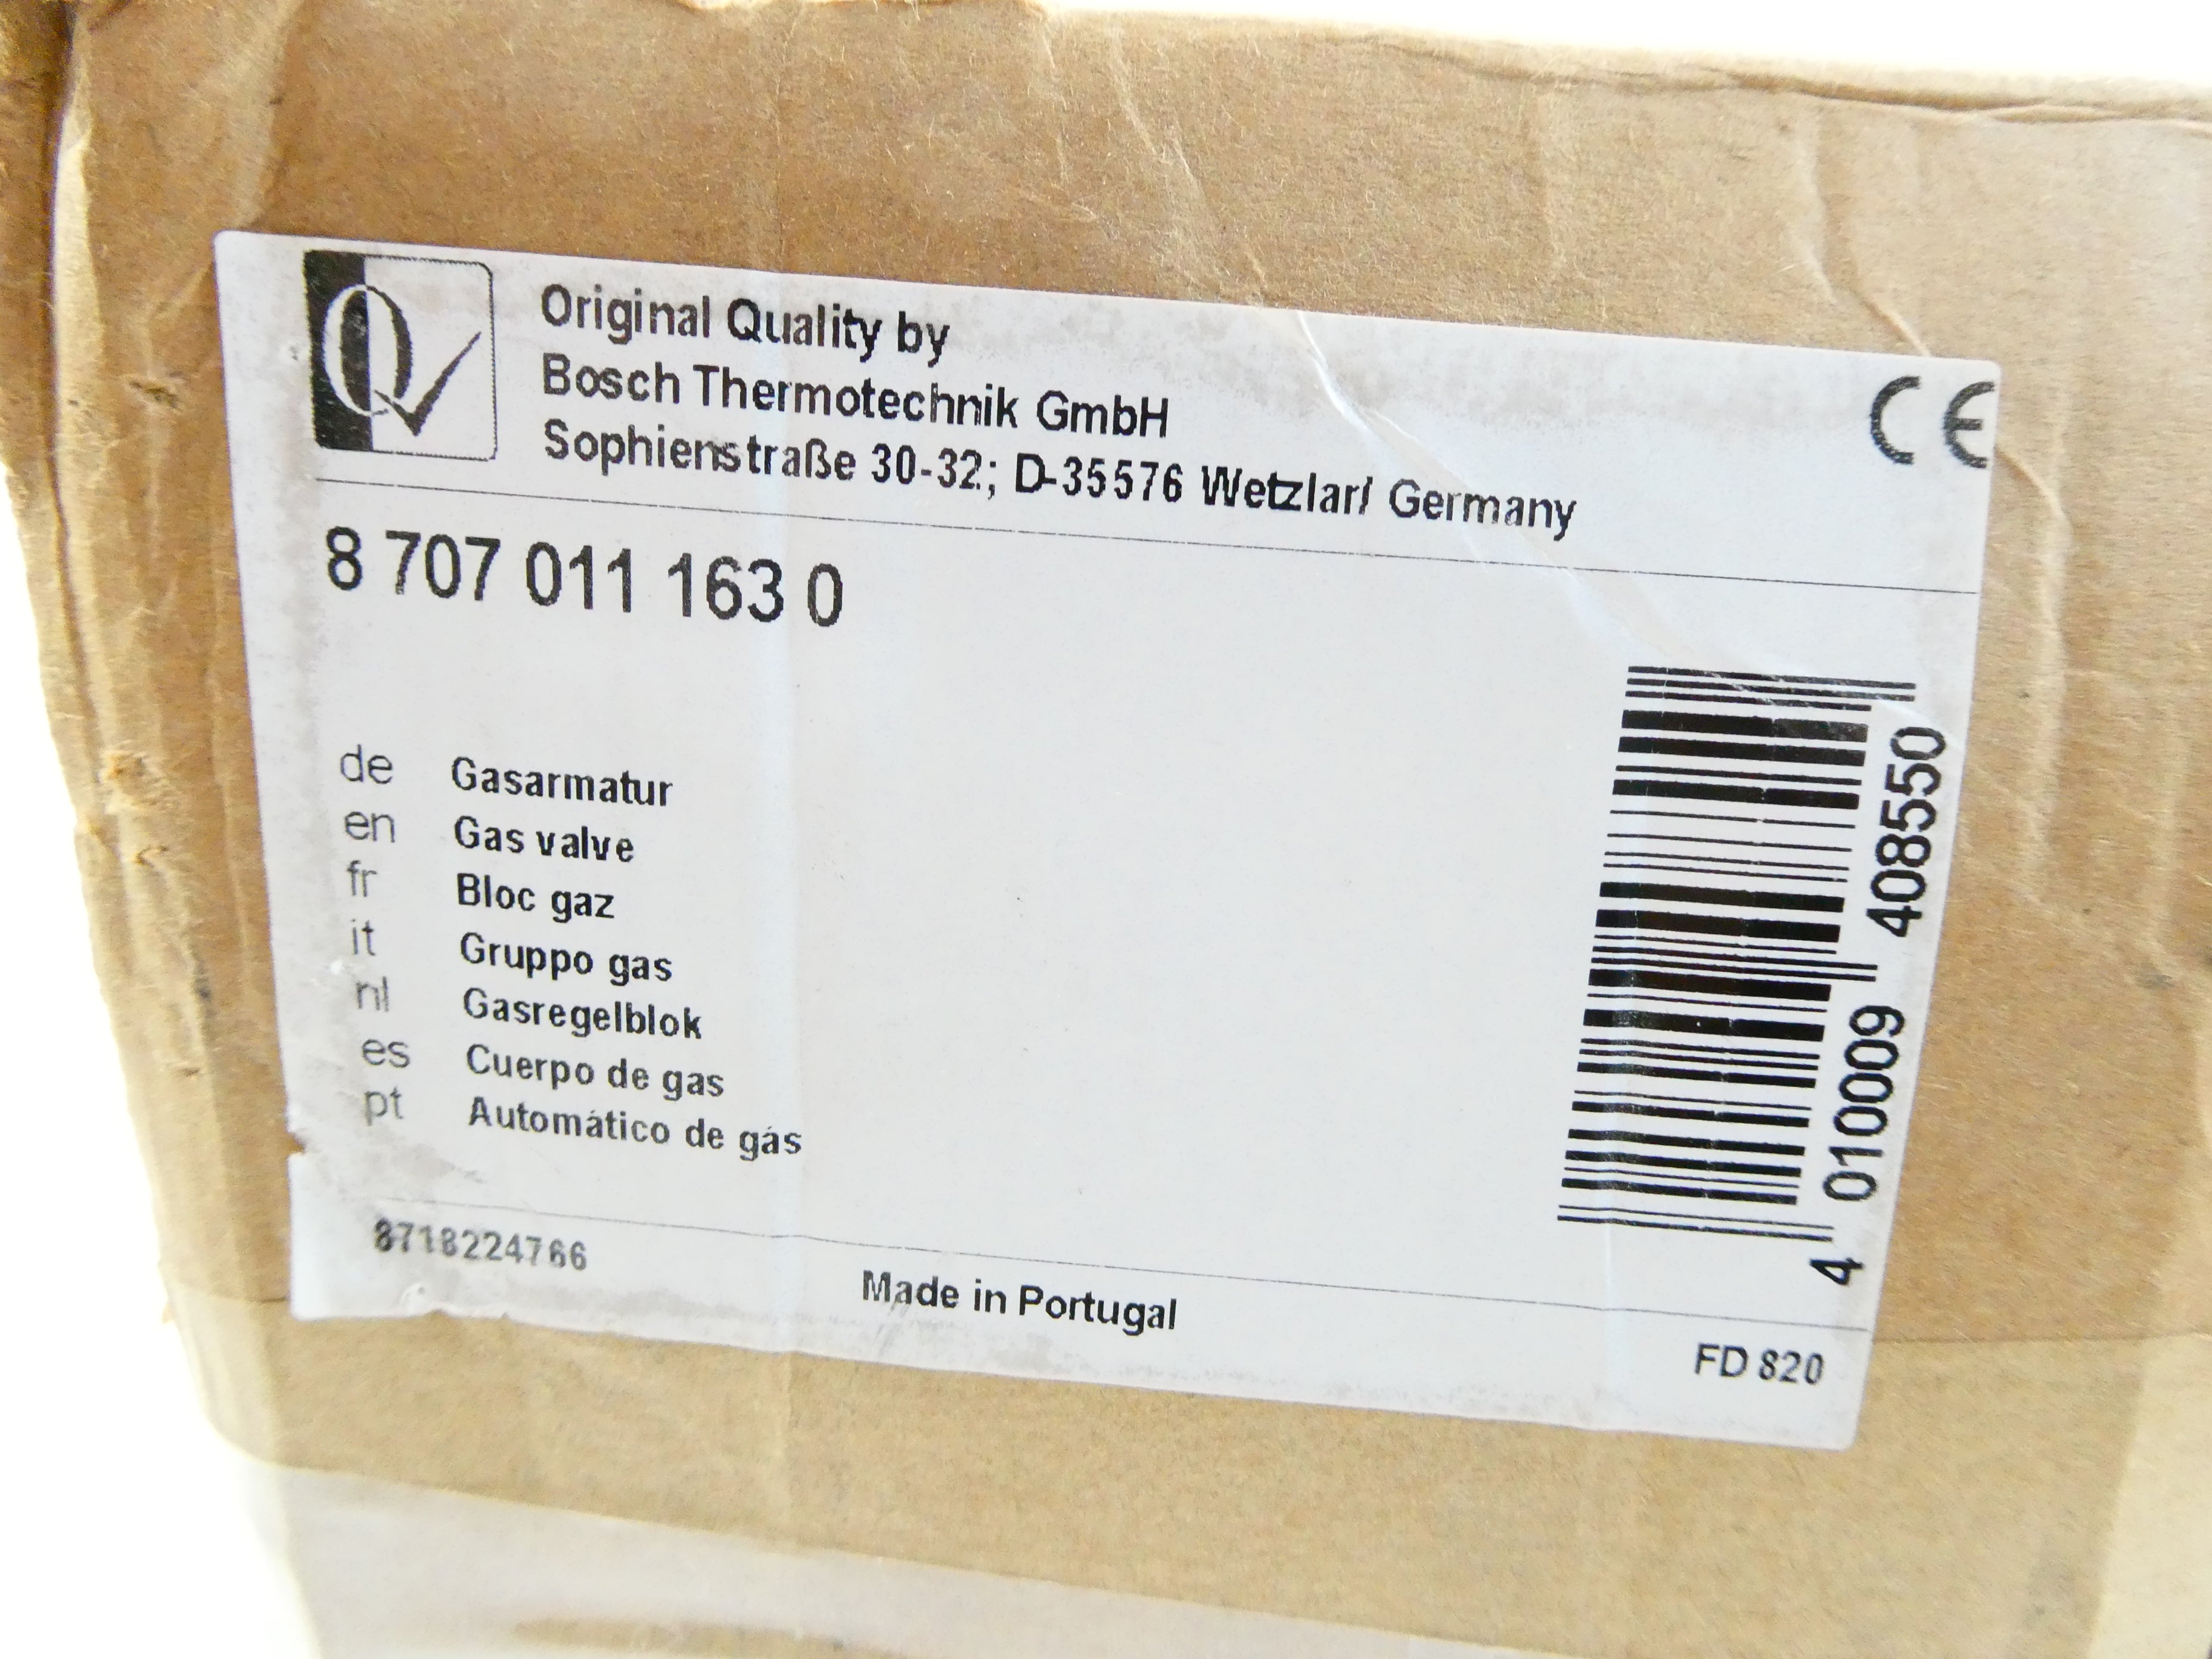 Q
Original Quality by
Bosch Thermotechnik GmbH
Sophienstraße 30-32; D-35576 Wetzlar/ Germany
CE
8 707 011 163 0
de Gasarmatur
en Gas valve
fr Bloc gaz
it Gruppo gas
nl Gasregelblok
es Cuerpo de gas
pt Automático de gás
4 010009 408550
8718224766
Made in Portugal
FD 820